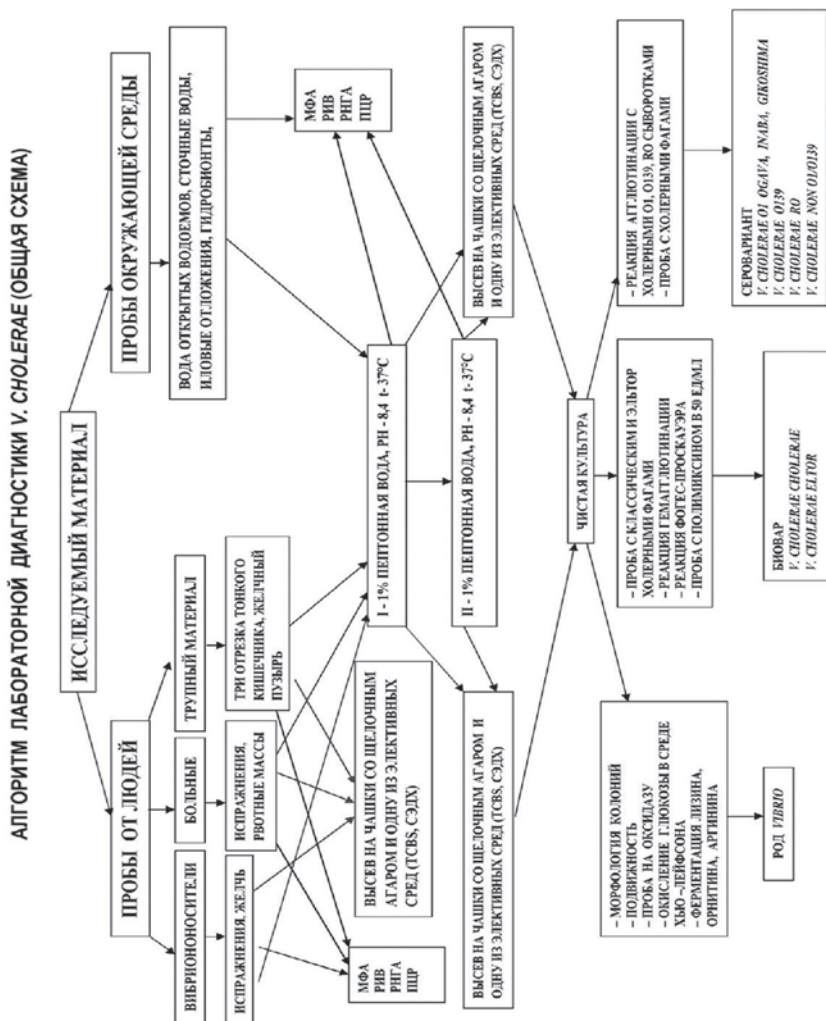 АЛГОРИТМ ЛАБОРАТОРНОЙ ДИАГНОСТИКИ V. CHOLERAE (ОБЩАЯ СХЕМА)
ИССЛЕДУЕМЫЙ МАТЕРИАЛ
ПРОБЫ ОТ ЛЮДЕЙ
ПРОБЫ ОКРУЖАЮЩЕЙ СРЕДЫ
ВИБРИОНОСИТЕЛИ
БОЛЬНЫЕ
ТРУПНЫЙ МАТЕРИАЛ
ВОДА ОТКРЫТЫХ ВОДОЕМОВ, СТОЧНЫЕ ВОДЫ,
ИЛОВЫЕ ОТЛОЖЕНИЯ, ГИДРОБИОНТЫ,
ИСПРАЖНЕНИЯ, ЖЕЛЧЬ
ИСПРАЖНЕНИЯ,
РВОТНЫЕ МАССЫ
ТРИ ОТРЕЗКА ТОНКОГО
КИШЕЧНИКА, ЖЕЛЧНЫЙ
ПУЗЫРЬ
МФА
РИВ
РНГА
ПЦР
ВЫСЕВ НА ЧАШКИ СО ЩЕЛОЧНЫМ
АГАРОМ И ОДНУ ИЗ ЭЛЕКТИВНЫХ
СРЕД (TCBS, СЭДХ)
МФА
РИВ
РНГА
ПЦР
I - 1% ПЕПТОННАЯ ВОДА, РН - 8,4 t- 37°С
II - 1% ПЕПТОННАЯ ВОДА, РН - 8,4 t- 37°С
ВЫСЕВ НА ЧАШКИ СО ЩЕЛОЧНЫМ АГАРОМ И
ОДНУ ИЗ ЭЛЕКТИВНЫХ СРЕД (TCBS, СЭДХ)
ВЫСЕВ НА ЧАШКИ СО ЩЕЛОЧНЫМ АГАРОМ
И ОДНУ ИЗ ЭЛЕКТИВНЫХ СРЕД (TCBS, СЭДХ)
ЧИСТАЯ КУЛЬТУРА
– МОРФОЛОГИЯ КОЛОНИЙ
– ПОДВИЖНОСТЬ
– ПРОБА НА ОКСИДАЗУ
– ОКИСЛЕНИЕ ГЛЮКОЗЫ В СРЕДЕ
ХЬЮ –ЛЕЙФСОНА
– ФЕРМЕНТАЦИЯ ЛИЗИНА,
ОРНИТИНА, АРГИНИНА
– ПРОБА С КЛАССИЧЕСКИМ И ЭЛЬТОР
ХОЛЕРНЫМИ ФАГАМИ
– РЕАКЦИЯ ГЕМАГГЛЮТИНАЦИИ
– РЕАКЦИЯ ФОГЕС-ПРОСКАУЭРА
– ПРОБА С ПОЛИМИКСИНОМ В 50 ЕД/МЛ
– РЕАКЦИЯ АГГЛЮТИНАЦИИ С
ХОЛЕРНЫМИ О1, О139, RO СЫВОРОТКАМИ
– ПРОБА С ХОЛЕРНЫМИ ФАГАМИ
РОД VIBRIO
БИОВАР
V. CHOLERAE CHOLERAE
V. CHOLERAE ELTOR
СЕРОВАРИАНТ
V. CHOLERAE O1 OGAVA, INABA, GIKOSHIMA
V. CHOLERAE O139
V. CHOLERAE RO
V. CHOLERAE NON O1/O139